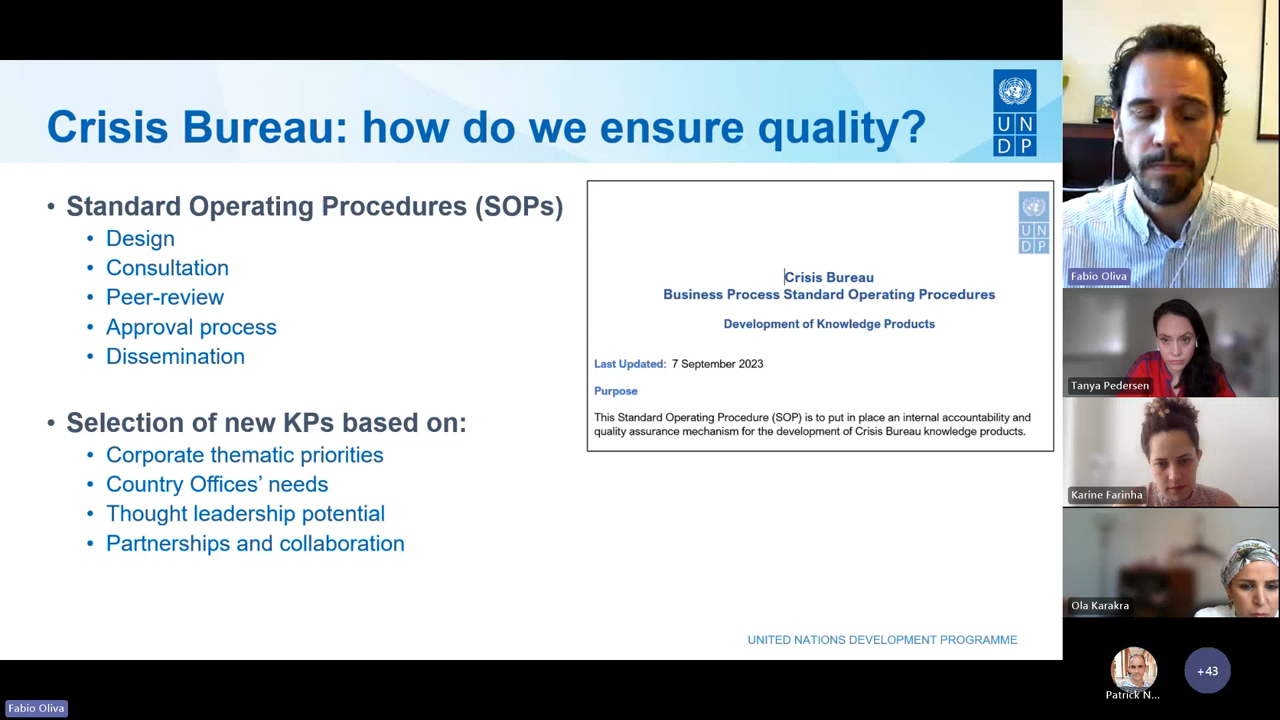 Crisis Bureau: how do we ensure quality?
UN
DP
• Standard Operating Procedures (SOPs)
• Design
• Consultation
• Peer-review
• Approval process
• Dissemination
• Selection of new KPs based on:
• Corporate thematic priorities
• Country Offices’ needs
• Thought leadership potential
• Partnerships and collaboration
UN
DP
Crisis Bureau
Business Process Standard Operating Procedures
Development of Knowledge Products
Last Updated: 7 September 2023
Purpose
This Standard Operating Procedure (SOP) is to put in place an internal accountability and
quality assurance mechanism for the development of Crisis Bureau knowledge products.
UNITED NATIONS DEVELOPMENT PROGRAMME
Fabio Oliva
Tanya Pedersen
Karine Farinha
Ola Karakra
Patrick N...
+43
Fabio Oliva